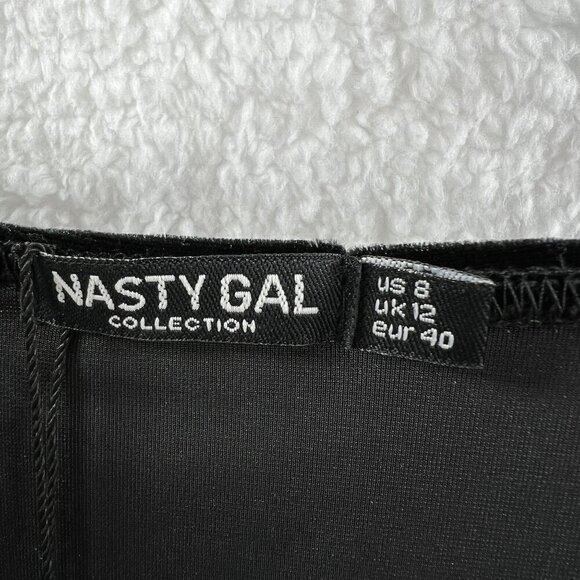 NASTY GAL
COLLECTION
us 8
uk 12
eur 40